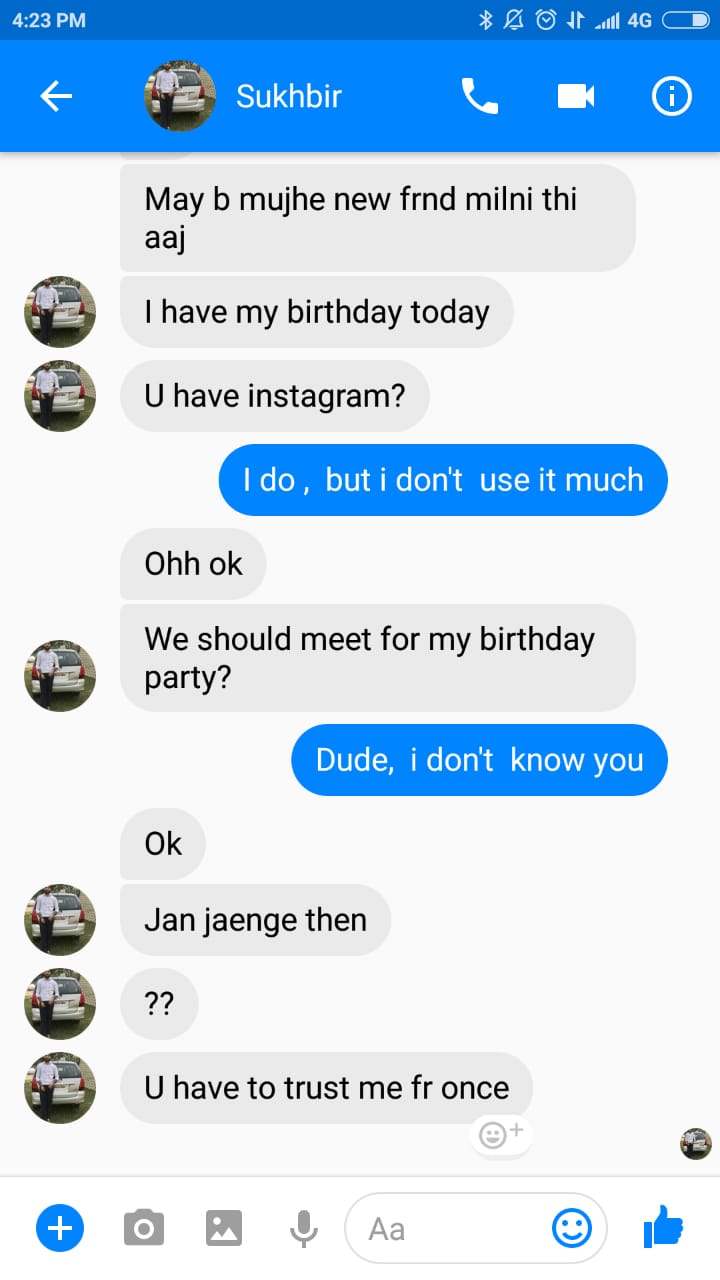 4:23 PM
4G
Sukhbir
May b mujhe new frnd milni thi
aaj
I have my birthday today
U have instagram?
I do ,  but i don't  use it much
Ohh ok
We should meet for my birthday
party?
Dude,  i don't  know you
Ok
Jan jaenge then
??
U have to trust me fr once
Aa